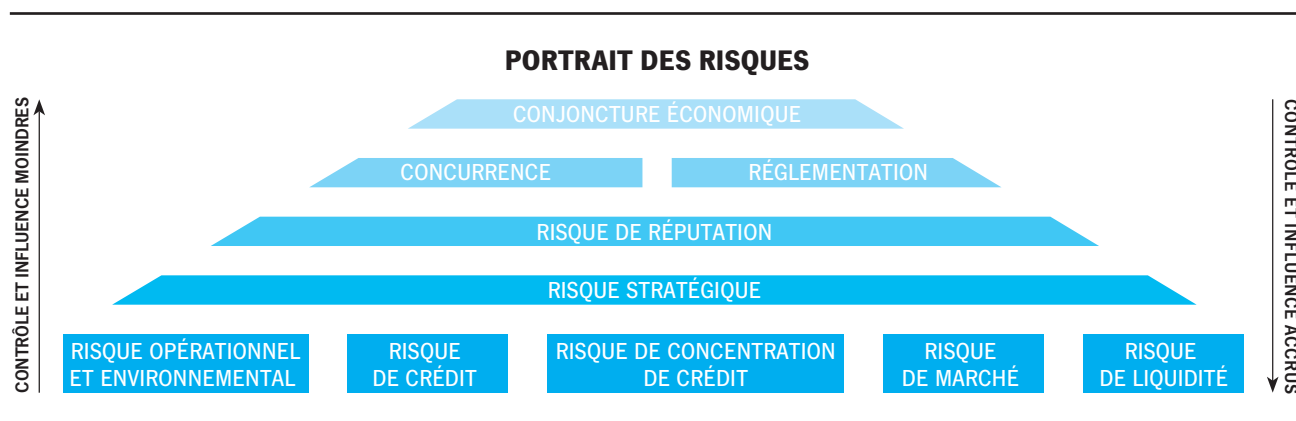 PORTRAIT DES RISQUES
CONTRÔLE ET INFLUENCE MOINDRES
CONJONCTURE ÉCONOMIQUE
CONCURRENCE
RÉGLEMENTATION
RISQUE DE RÉPUTATION
RISQUE STRATÉGIQUE
RISQUE OPÉRATIONNEL
ET ENVIRONNEMENTAL
RISQUE
DE CRÉDIT
RISQUE DE CONCENTRATION
DE CRÉDIT
RISQUE
DE MARCHÉ
RISQUE
DE LIQUIDITÉ
CONTRÔLE ET INFLUENCE ACCRUS